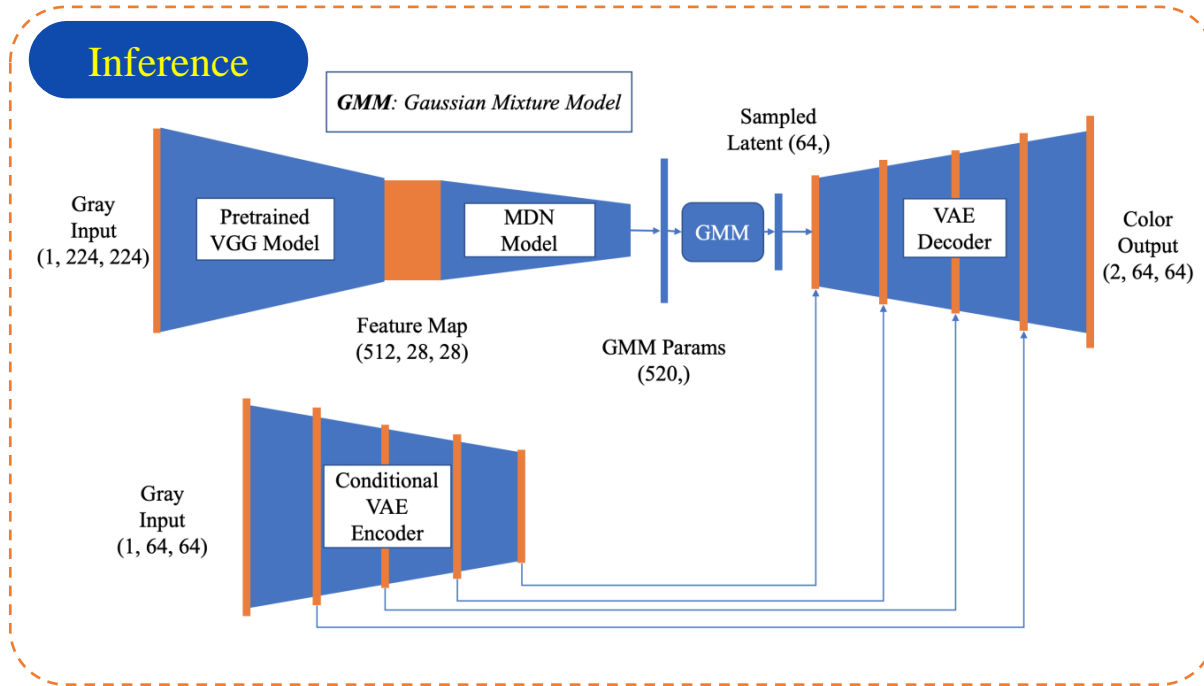 Inference
GMM: Gaussian Mixture Model
Gray
Input
(1, 224, 224)
Pretrained
VGG Model
Feature Map
(512, 28, 28)
MDN
Model
GMM Params
(520,)
GMM
Sampled
Latent (64,)
VAE
Decoder
Color
Output
(2, 64, 64)
Gray
Input
(1, 64, 64)
Conditional
VAE
Encoder